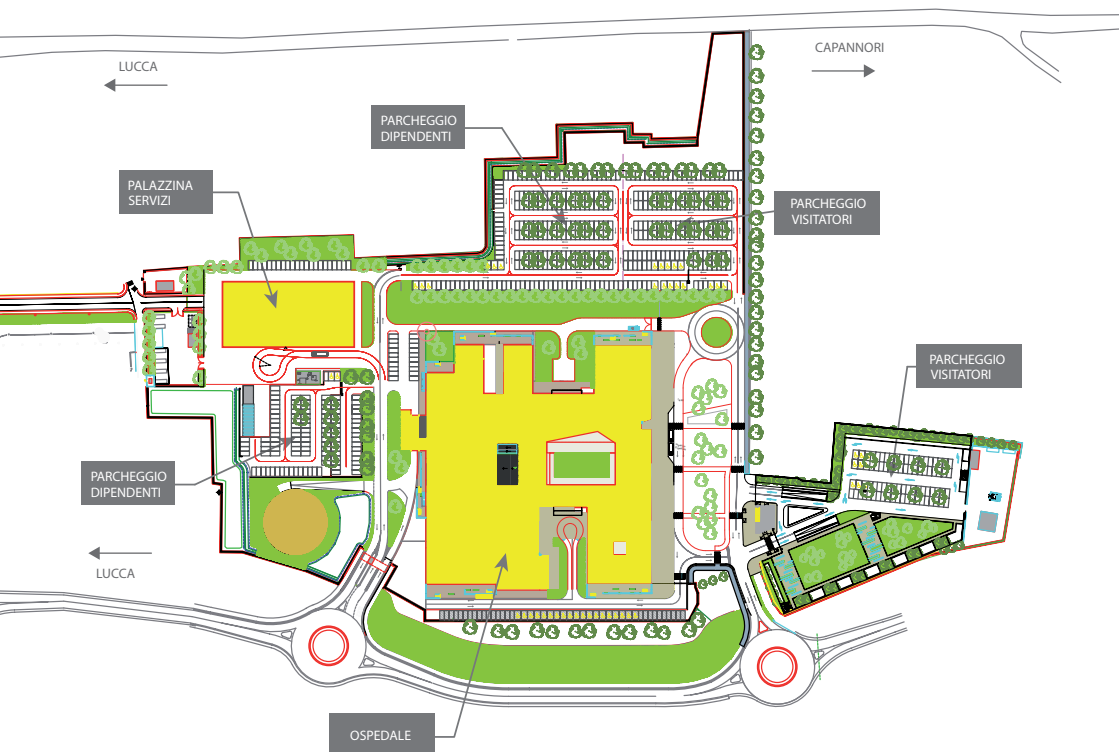 LUCCA
CAPANNORI
PARCHEGGIO
DIPENDENTI
PALAZZINA
SERVIZI
PARCHEGGIO
VISITATORI
PARCHEGGIO
VISITATORI
PARCHEGGIO
DIPENDENTI
LUCCA
OSPEDALE